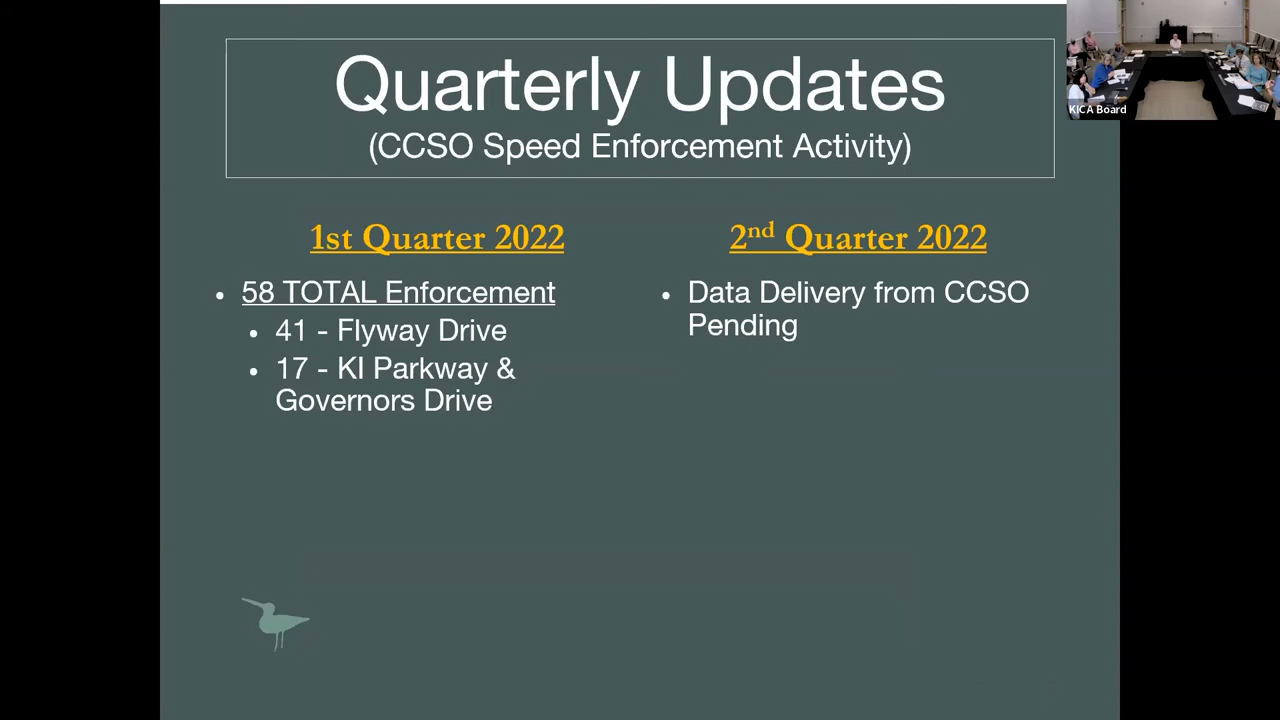 Quarterly Updates
(CCSO Speed Enforcement Activity)
KICA Board
1st Quarter 2022
58 TOTAL Enforcement
41 - Flyway Drive
17 - KI Parkway &
Governors Drive
2nd Quarter 2022
Data Delivery from CCSO
Pending